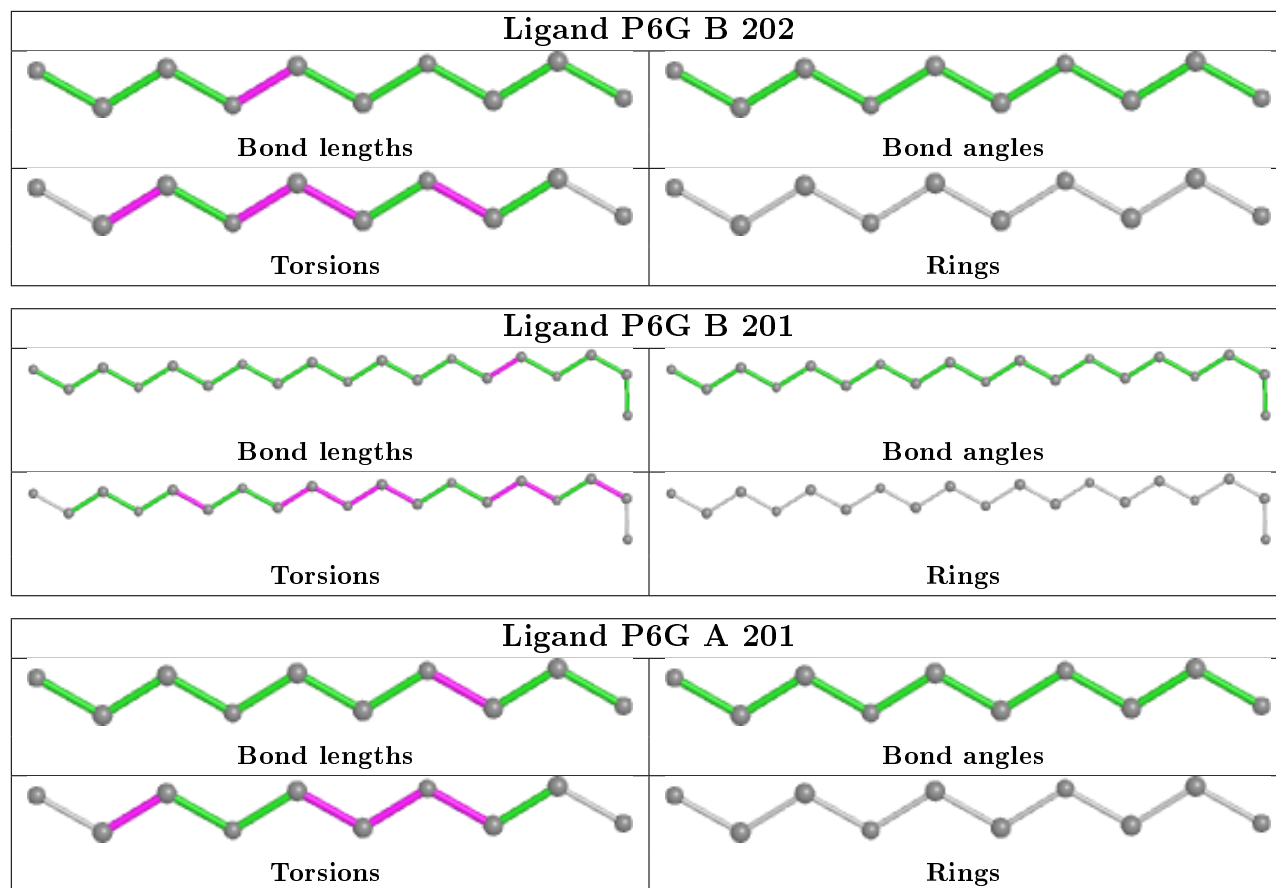 Ligand P6G B 202
Bond lengths
Bond angles
Torsions
Rings
Ligand P6G B 201
Bond lengths
Bond angles
Torsions
Rings
Ligand P6G A 201
Bond lengths
Bond angles
Torsions
Rings